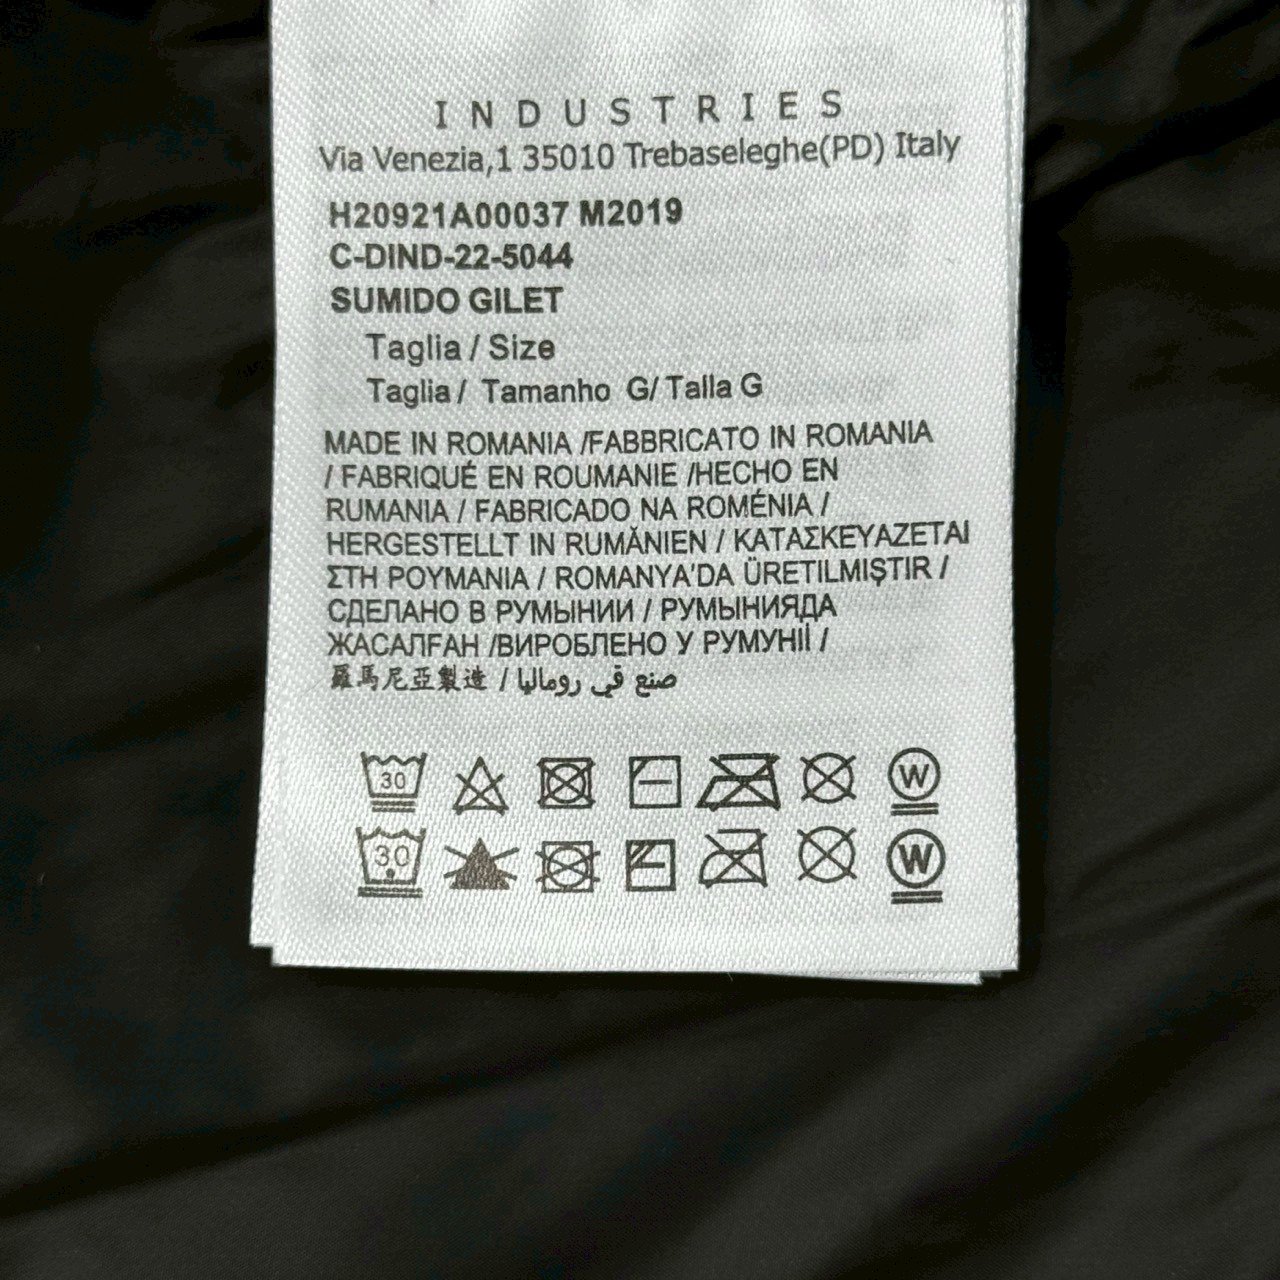 INDUSTRIES
Via Venezia,1 35010 Trebaseleghe(PD) Italy
H20921A00037 M2019
C-DIND-22-5044
SUMIDO GILET
Taglia / Size
Taglia / Tamanho G/ Talla G
MADE IN ROMANIA /FABBRICATO IN ROMANIA
/ FABRIQUÉ EN ROUMANIE /HECHO EN
RUMANIA / FABRICADO NA ROMÉNIA /
HERGESTELLT IN RUMĂNIEN / ΚΑΤΑΣΚΕΥΑΖΕΤΑΙ
ΣΤΗ ΡΟΥΜΑΝΙΑ / ROMANYA'DA ÜRETILMIŞTIR /
СДЕЛАНО В РУМЫНИИ / РУМЫНИЯДА
ЖАСАЛҒАН /ВИРОБЛЕНО У РУМУНІЇ /
羅馬尼亞製造 / صنع في رومانيا
30 W
30 W